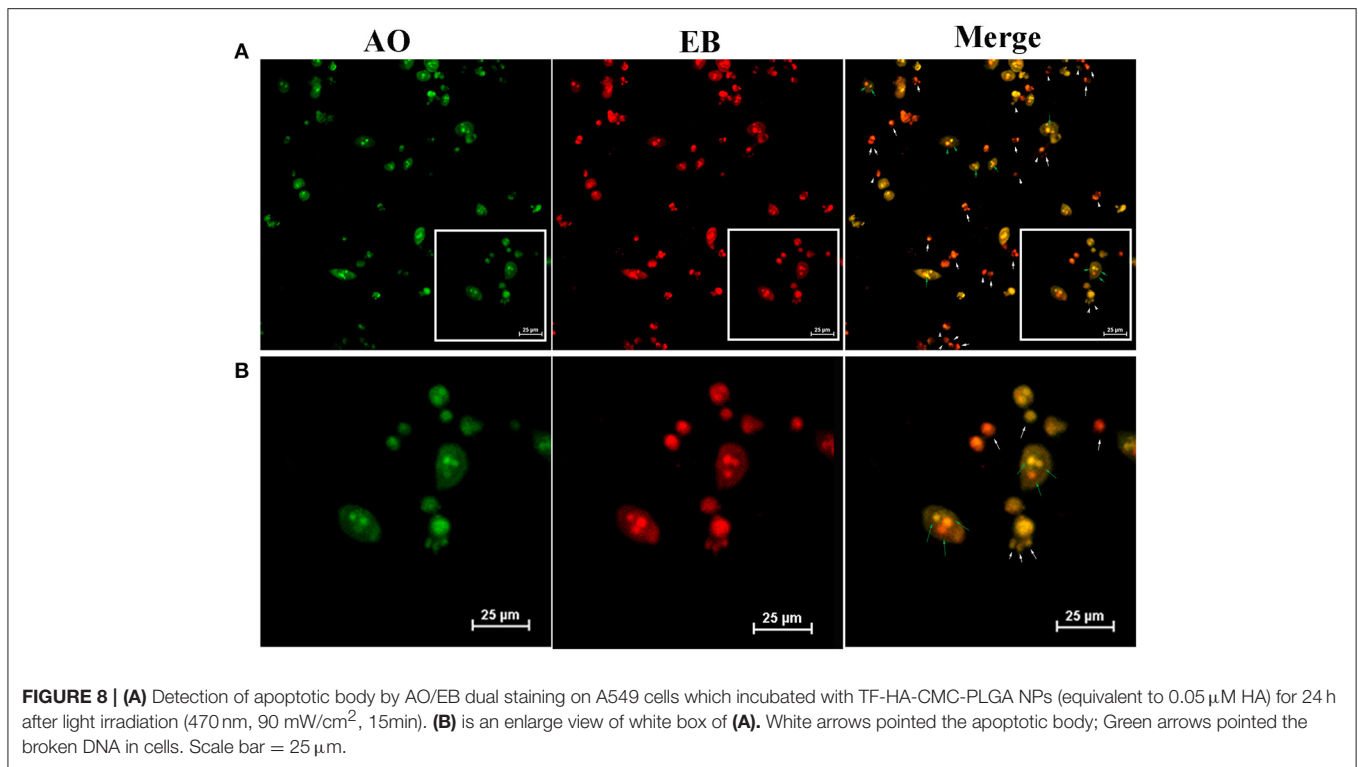 AO EB Merge
A
25 µm 25 µm 25 µm
B
25 µm 25 µm 25 µm
FIGURE 8 | (A) Detection of apoptotic body by AO/EB dual staining on A549 cells which incubated with TF-HA-CMC-PLGA NPs (equivalent to 0.05 µM HA) for 24 h
after light irradiation (470 nm, 90 mW/cm², 15min). (B) is an enlarge view of white box of (A). White arrows pointed the apoptotic body; Green arrows pointed the
broken DNA in cells. Scale bar = 25 µm.